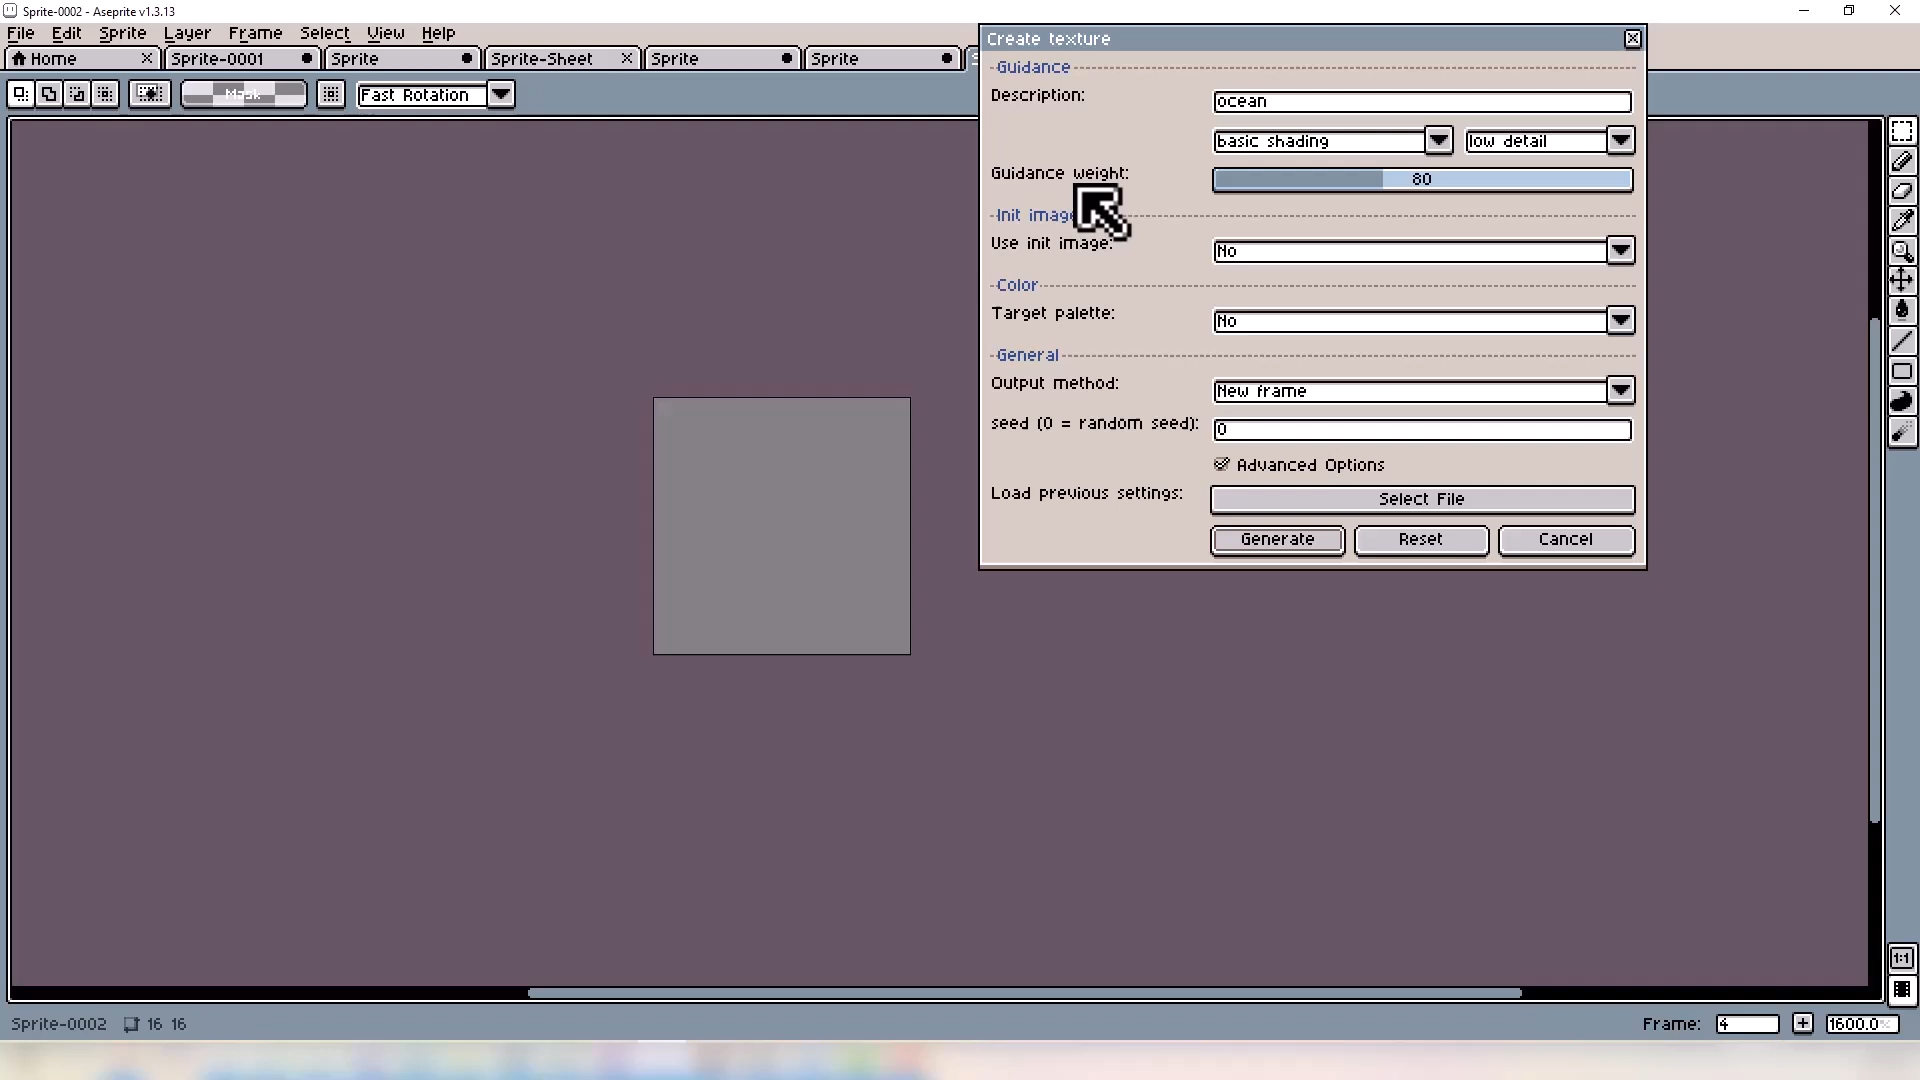 Sprite-0002 - Aseprite v1.3.13
File Edit Sprite Layer Frame Select View Help
Home Sprite-0001 Sprite Sprite-Sheet Sprite Sprite
Mask Fast Rotation
Create texture
Guidance
Description: ocean
basic shading low detail
Guidance weight: 80
Init image
Use init image: No
Color
Target palette: No
General
Output method: New frame
seed (0 = random seed): 0
Advanced Options
Load previous settings: Select File
Generate Reset Cancel
1:1
Sprite-0002 16 16 Frame: 4 1600.0